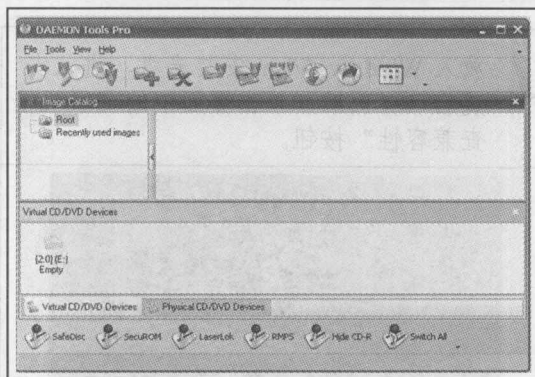 DAEMON Tools Pro
File Tools View Help
Image Catalog
Root
Recently used images
Virtual CD/DVD Devices
[2:0] (E:)
Empty
Virtual CD/DVD Devices Physical CD/DVD Devices
SafeDisc SecuROM LaserLok RMPS Hide CD-R Switch All